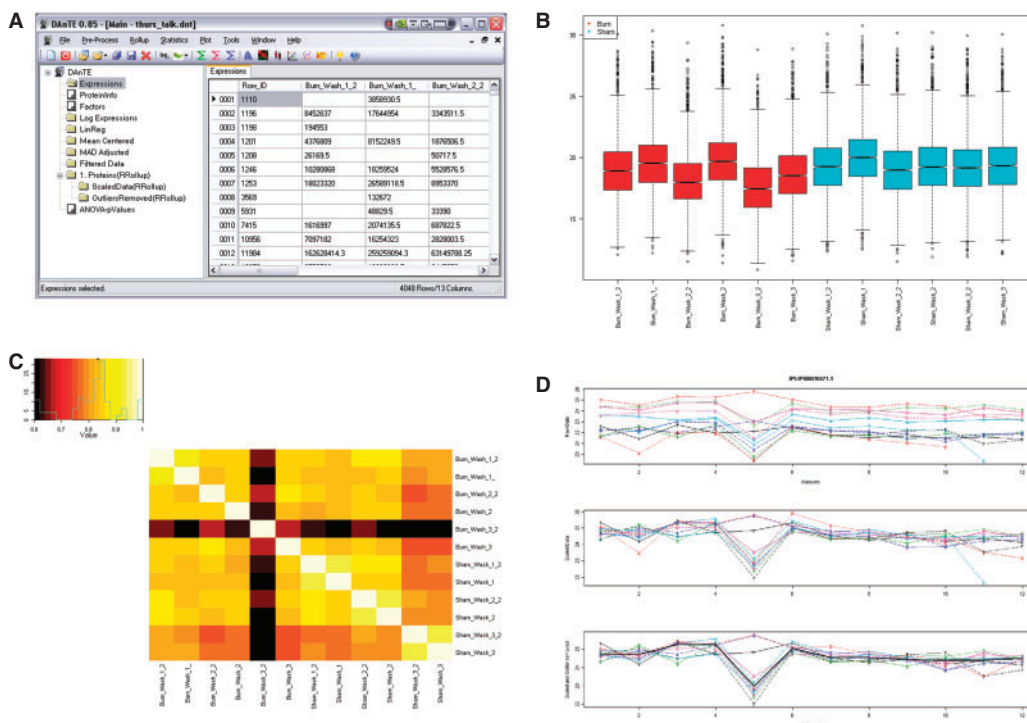 A
DAnTE 0.85 - [Main - thurs_talk.dnt]
File Pre-Process Rollup Statistics Plot Tools Window Help
DAnTE
Expressions
ProteinInfo
Factors
Log Expressions
LinReg
Mean Centered
MAD Adjusted
Filtered Data
1. Proteins(RRollup)
ScaledData(RRollup)
OutliersRemoved(RRollup)
ANOVA-pValues
Expressions
Row_ID Burn_Wash_1_2 Burn_Wash_1_ Burn_Wash_2_2
0001 1110 3858930.5
0002 1196 8452637 17644954 3343511.5
0003 1198 194953
0004 1201 4376809 8152249.5 1876506.5
0005 1208 26169.5 50717.5
0006 1246 10280868 18259524 5528576.5
0007 1253 18023320 26589118.5 8953370
0008 3569 132672
0009 5931 48829.5 33390
0010 7415 1616997 2074135.5 687822.5
0011 10956 7097182 16254323 2828003.5
0012 11984 162628414.3 259259094.3 63149788.25
Expressions selected.
4048 Rows/13 Columns.
B
Burn
Sham
30
25
20
15
Burn_Wash_1_2
Burn_Wash_1_
Burn_Wash_2_2
Burn_Wash_2
Burn_Wash_3_2
Burn_Wash_3
Sham_Wash_1_2
Sham_Wash_1
Sham_Wash_2_2
Sham_Wash_2
Sham_Wash_3_2
Sham_Wash_3
C
0.6 0.7 0.8 0.9 1
Value
Burn_Wash_1_2
Burn_Wash_1_
Burn_Wash_2_2
Burn_Wash_2
Burn_Wash_3_2
Burn_Wash_3
Sham_Wash_1_2
Sham_Wash_1
Sham_Wash_2_2
Sham_Wash_2
Sham_Wash_3_2
Sham_Wash_3
Burn_Wash_1_2
Burn_Wash_1_
Burn_Wash_2_2
Burn_Wash_2
Burn_Wash_3_2
Burn_Wash_3
Sham_Wash_1_2
Sham_Wash_1
Sham_Wash_2_2
Sham_Wash_2
Sham_Wash_3_2
Sham_Wash_3
D
2 4 6 8 10 12
2 4 6 8 10 12
2 4 6 8 10 12